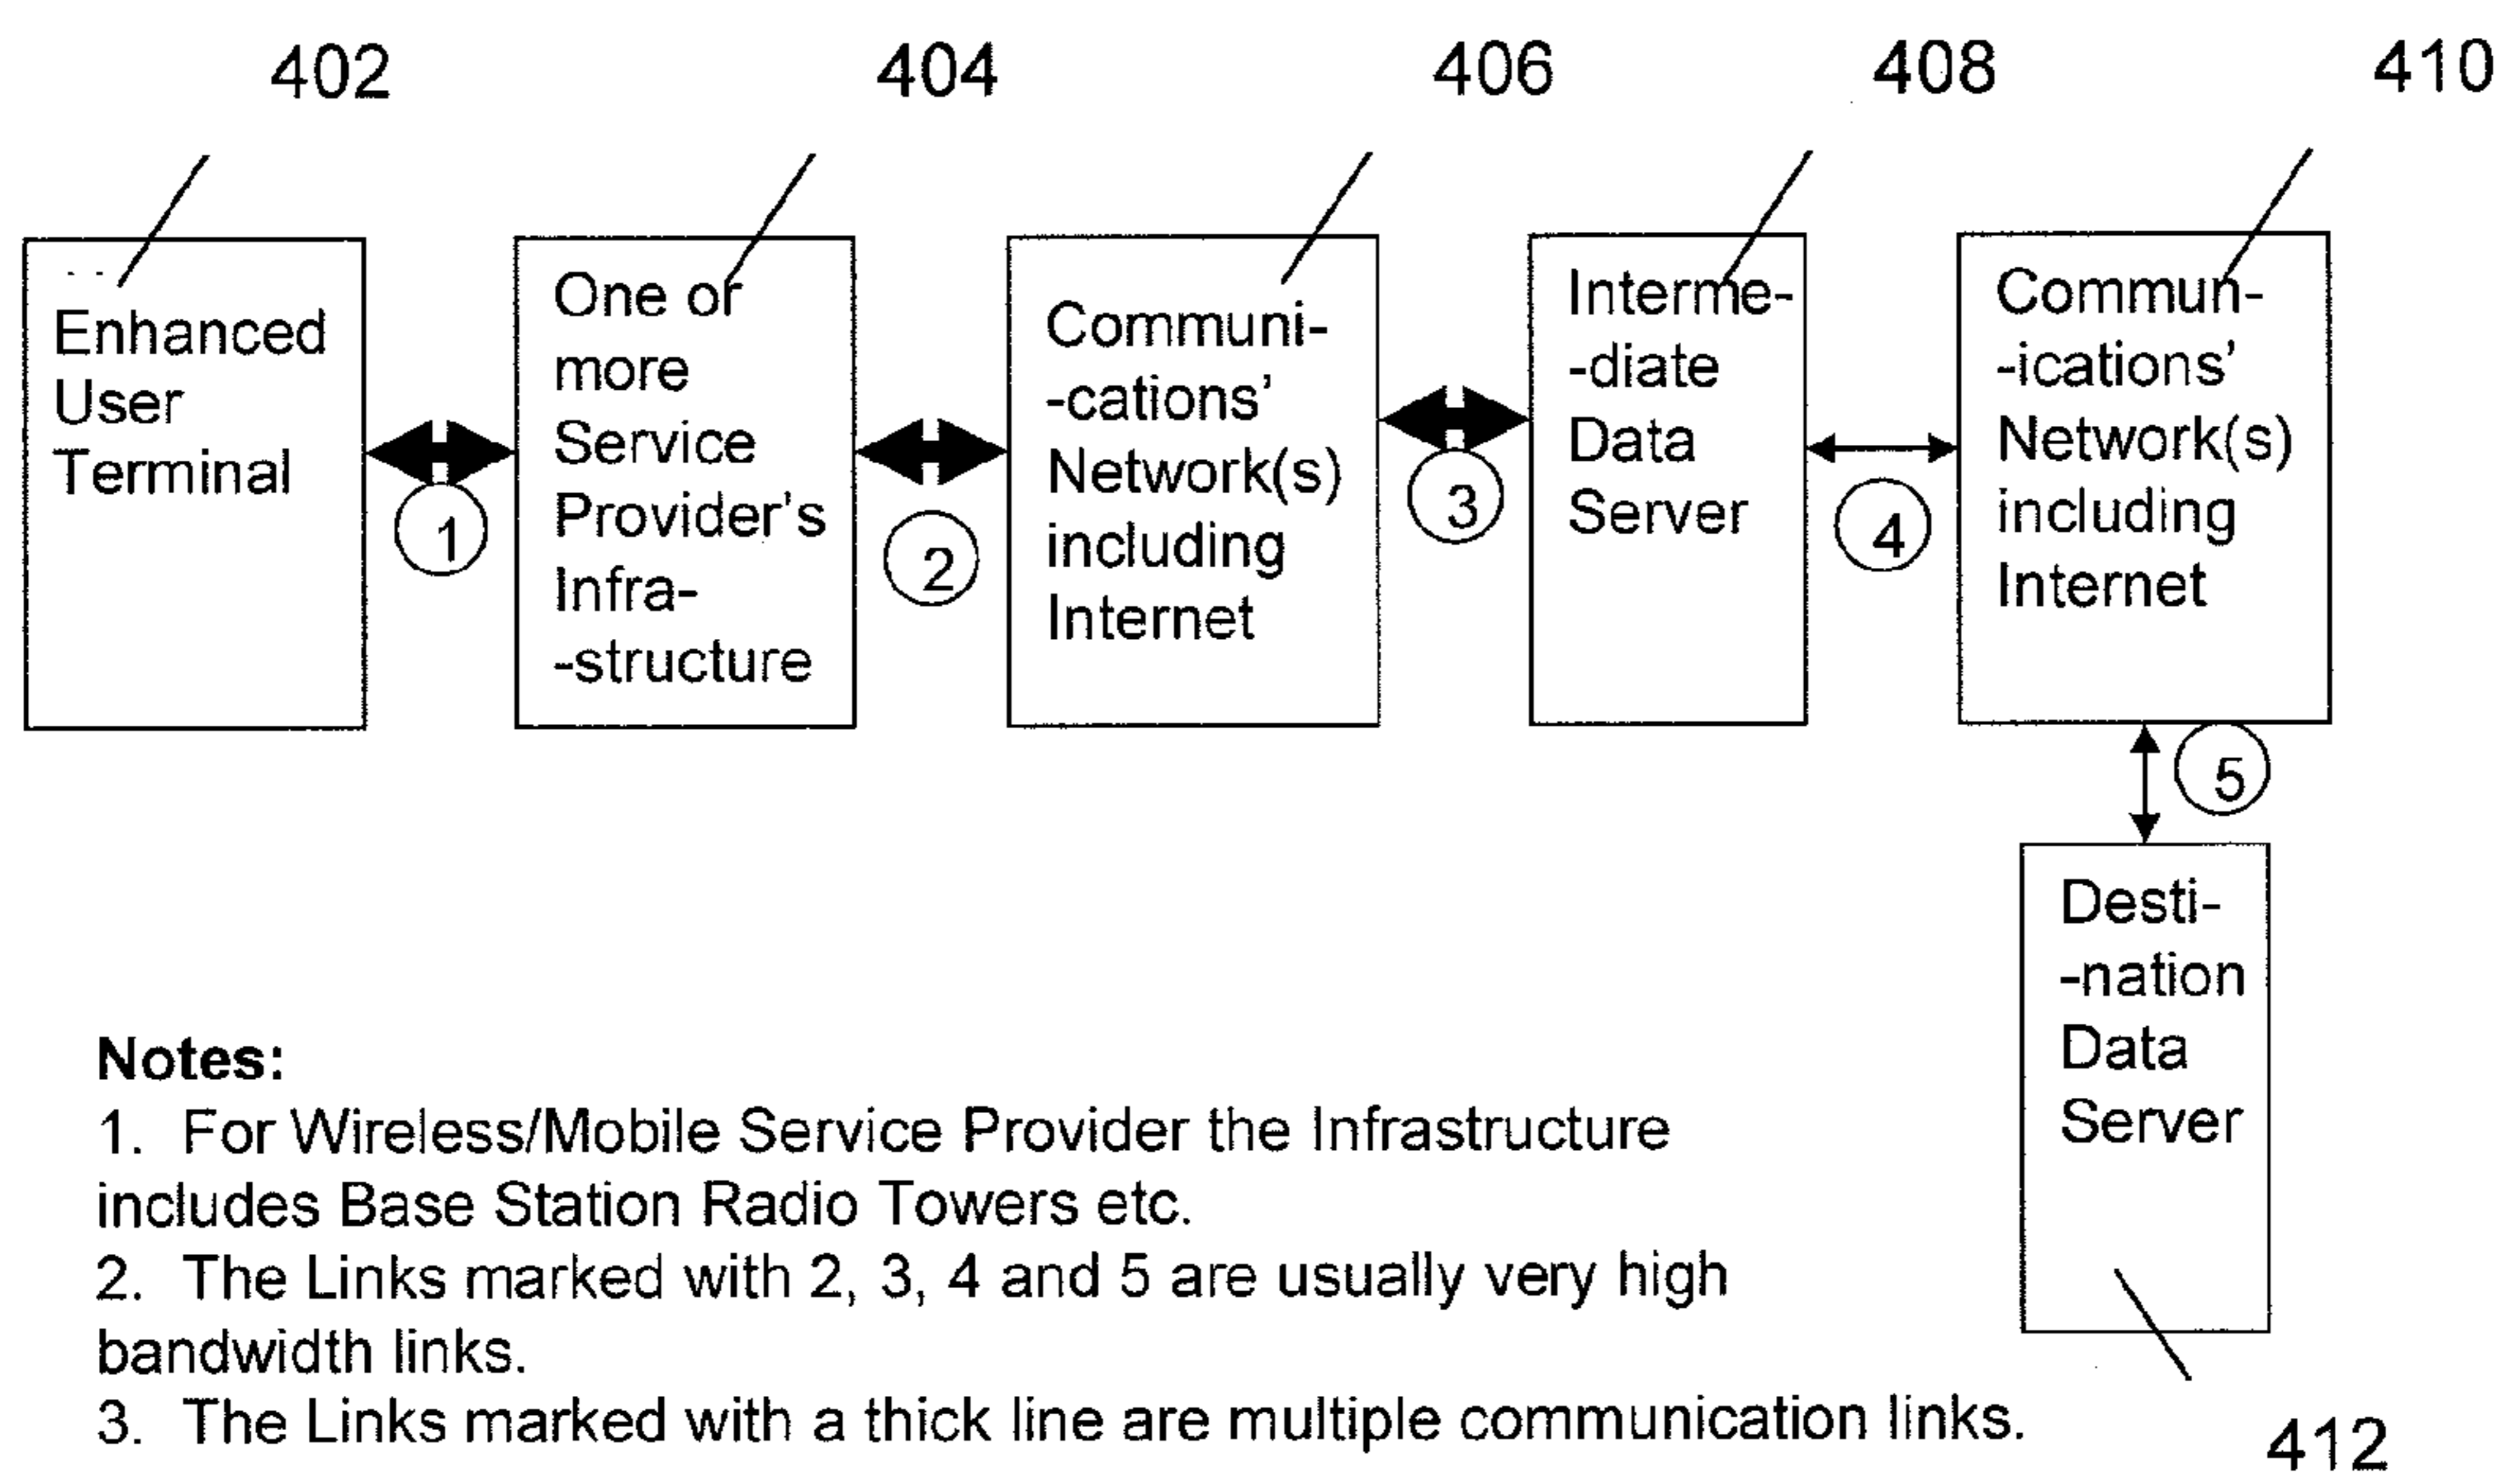 402
404
406
408
410
Enhanced
User
Terminal
1
One or
more
Service
Provider's
Infra-
-structure
2
Communi-
-cations'
Network(s)
including
Internet
3
Interme-
-diate
Data
Server
4
Commun-
-ications'
Network(s)
including
Internet
5
Desti-
-nation
Data
Server
412
Notes:
1. For Wireless/Mobile Service Provider the Infrastructure
includes Base Station Radio Towers etc.
2. The Links marked with 2, 3, 4 and 5 are usually very high
bandwidth links.
3. The Links marked with a thick line are multiple communication links.